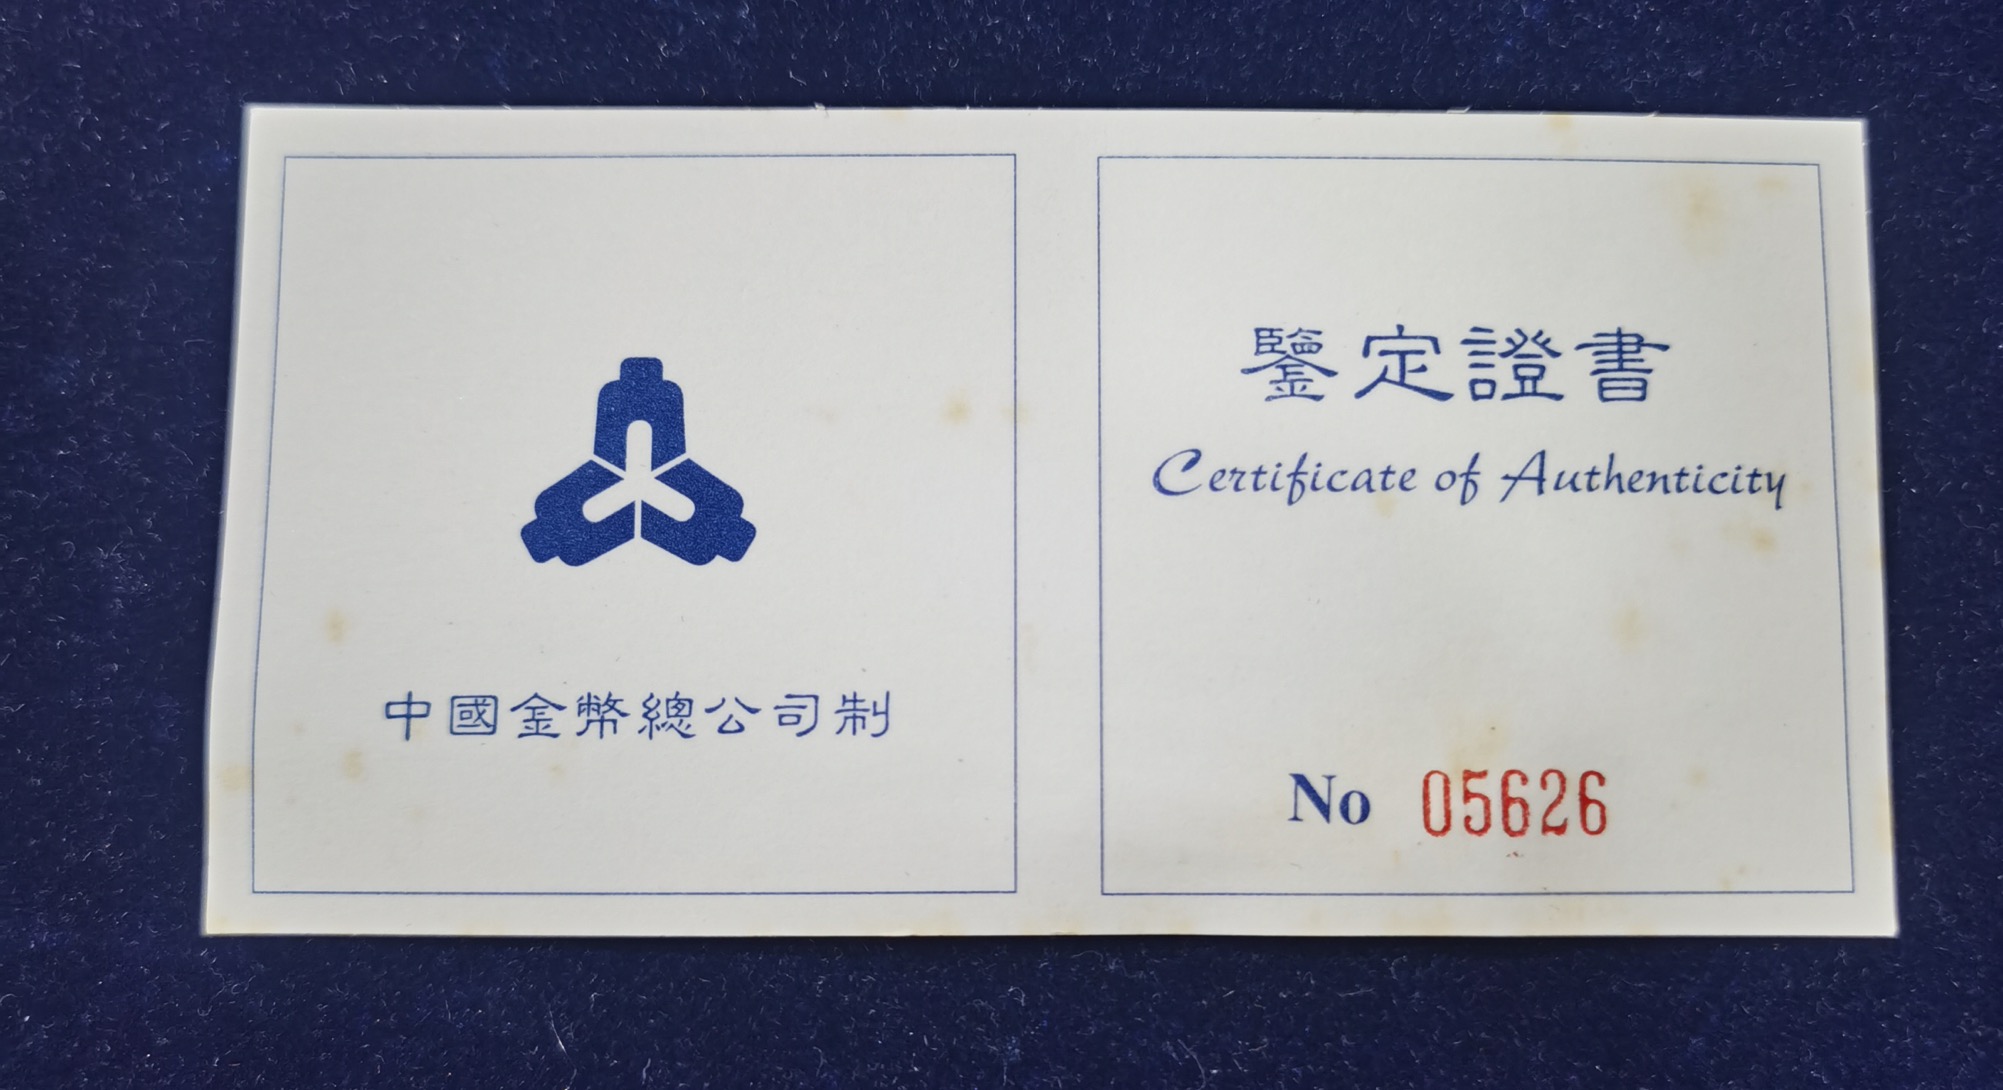 中國金幣總公司制
鑒定證書
Certificate of Authenticity
No 05626